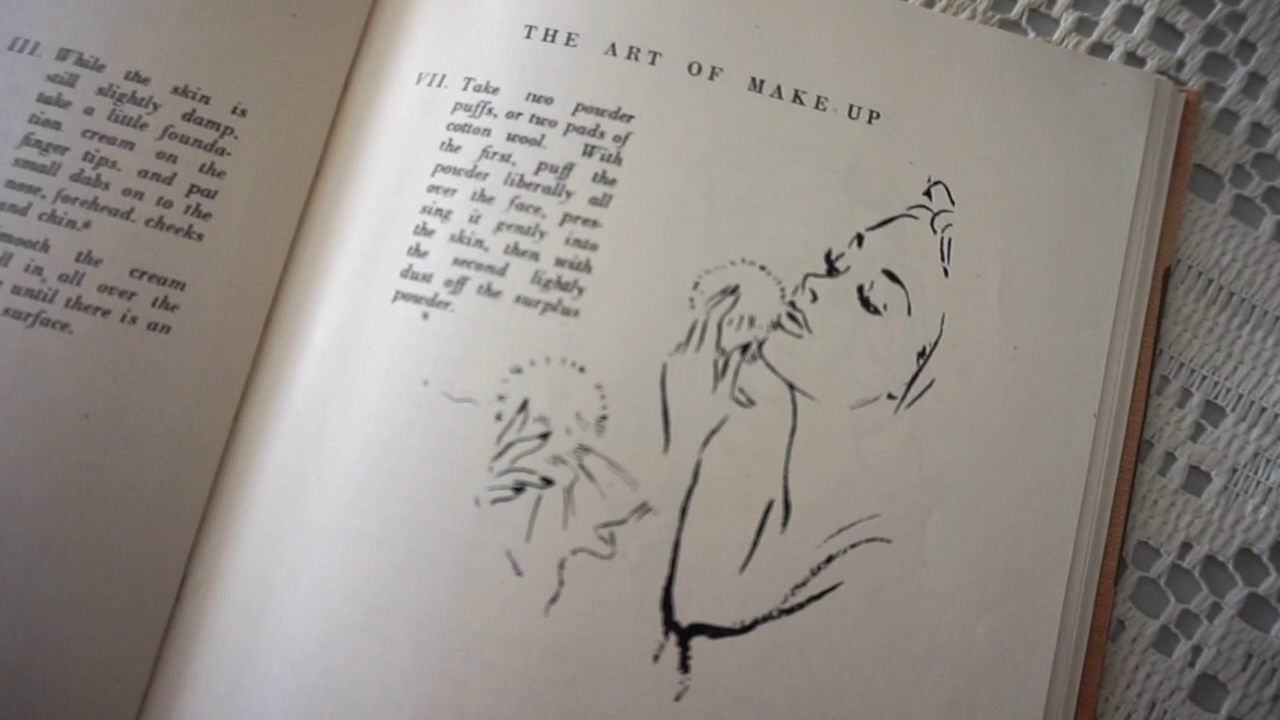 III. While the skin is
still slightly damp.
take a little founda-
tion cream on the
finger tips. and pat
small dabs on to the
nose, forehead. cheeks
and chin.*
mooth the cream
ll in, all over the
until there is an
surface.
THE ART OF MAKE-UP
VII. Take two powder
puffs, or two pads of
cotton wool. With
the first, puff the
powder liberally all
over the face, pres-
sing it gently into
the skin, then with
the second lightly
dust off the surplus
powder.